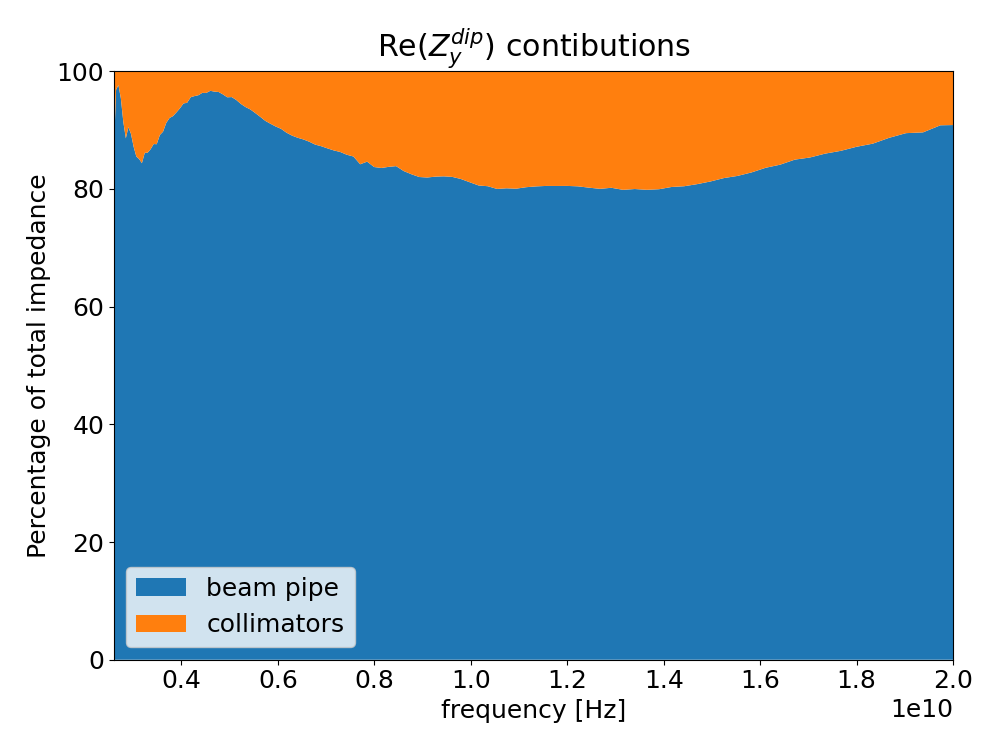 Re(Z_y^{dip}) contibutions
Percentage of total impedance
100
80
60
40
20
0
beam pipe
collimators
0.4 0.6 0.8 1.0 1.2 1.4 1.6 1.8 2.0
frequency [Hz] 1e10